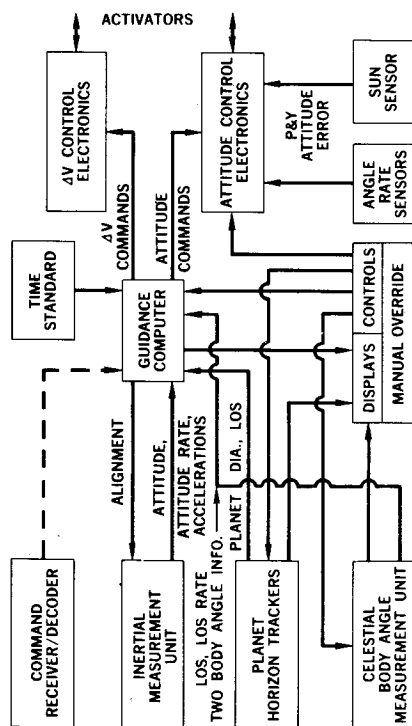 ACTIVATORS
ΔV CONTROL
ELECTRONICS
ATTITUDE CONTROL
ELECTRONICS
P&Y ATTITUDE
ERROR
SUN
SENSOR
ANGLE
RATE
SENSORS
TIME
STANDARD
ΔV
COMMANDS
ATTITUDE
COMMANDS
GUIDANCE
COMPUTER
DISPLAYS
CONTROLS
MANUAL OVERRIDE
ALIGNMENT
ATTITUDE,
ATTITUDE RATE,
ACCELERATIONS
PLANET DIA., LOS
LOS, LOS RATE
TWO BODY ANGLE INFO.
COMMAND
RECEIVER/DECODER
INERTIAL
MEASUREMENT
UNIT
PLANET
HORIZON TRACKERS
CELESTIAL
BODY ANGLE
MEASUREMENT UNIT